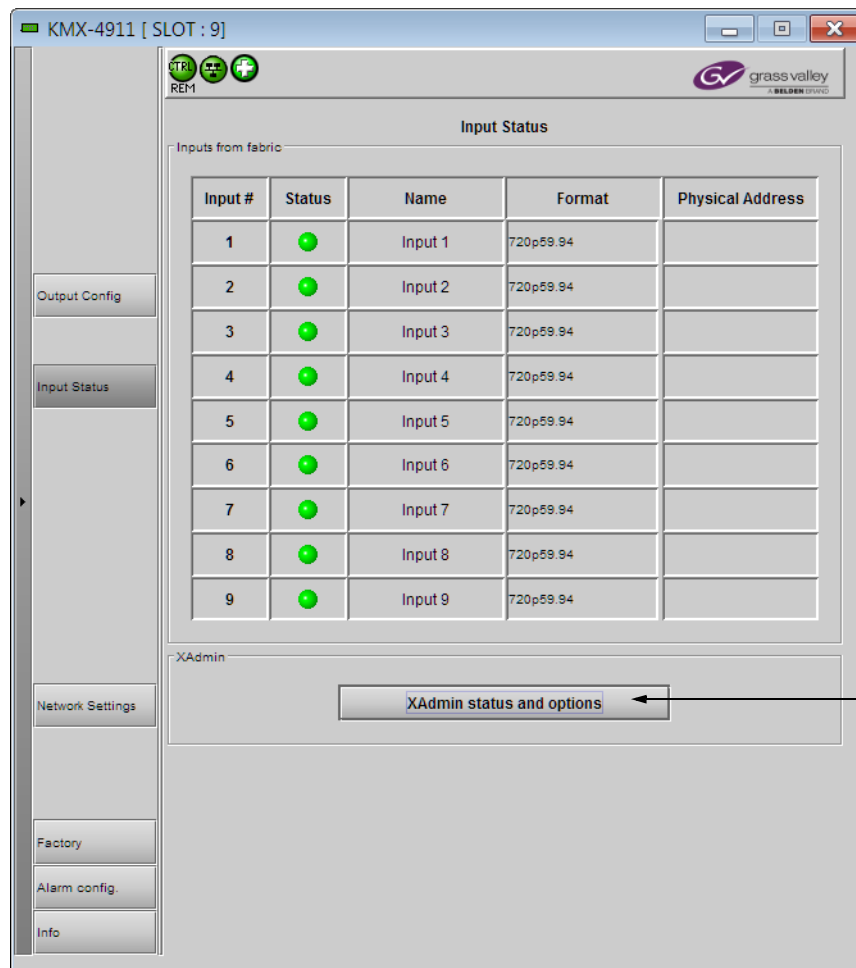 KMX-4911 [ SLOT : 9]
CTRL
REM
grass valley
A BELDEN BRAND
Input Status
Inputs from fabric
Input # Status Name Format Physical Address
1 Input 1 720p59.94
2 Input 2 720p59.94
3 Input 3 720p59.94
4 Input 4 720p59.94
5 Input 5 720p59.94
6 Input 6 720p59.94
7 Input 7 720p59.94
8 Input 8 720p59.94
9 Input 9 720p59.94
XAdmin
XAdmin status and options
Output Config
Input Status
Network Settings
Factory
Alarm config.
Info